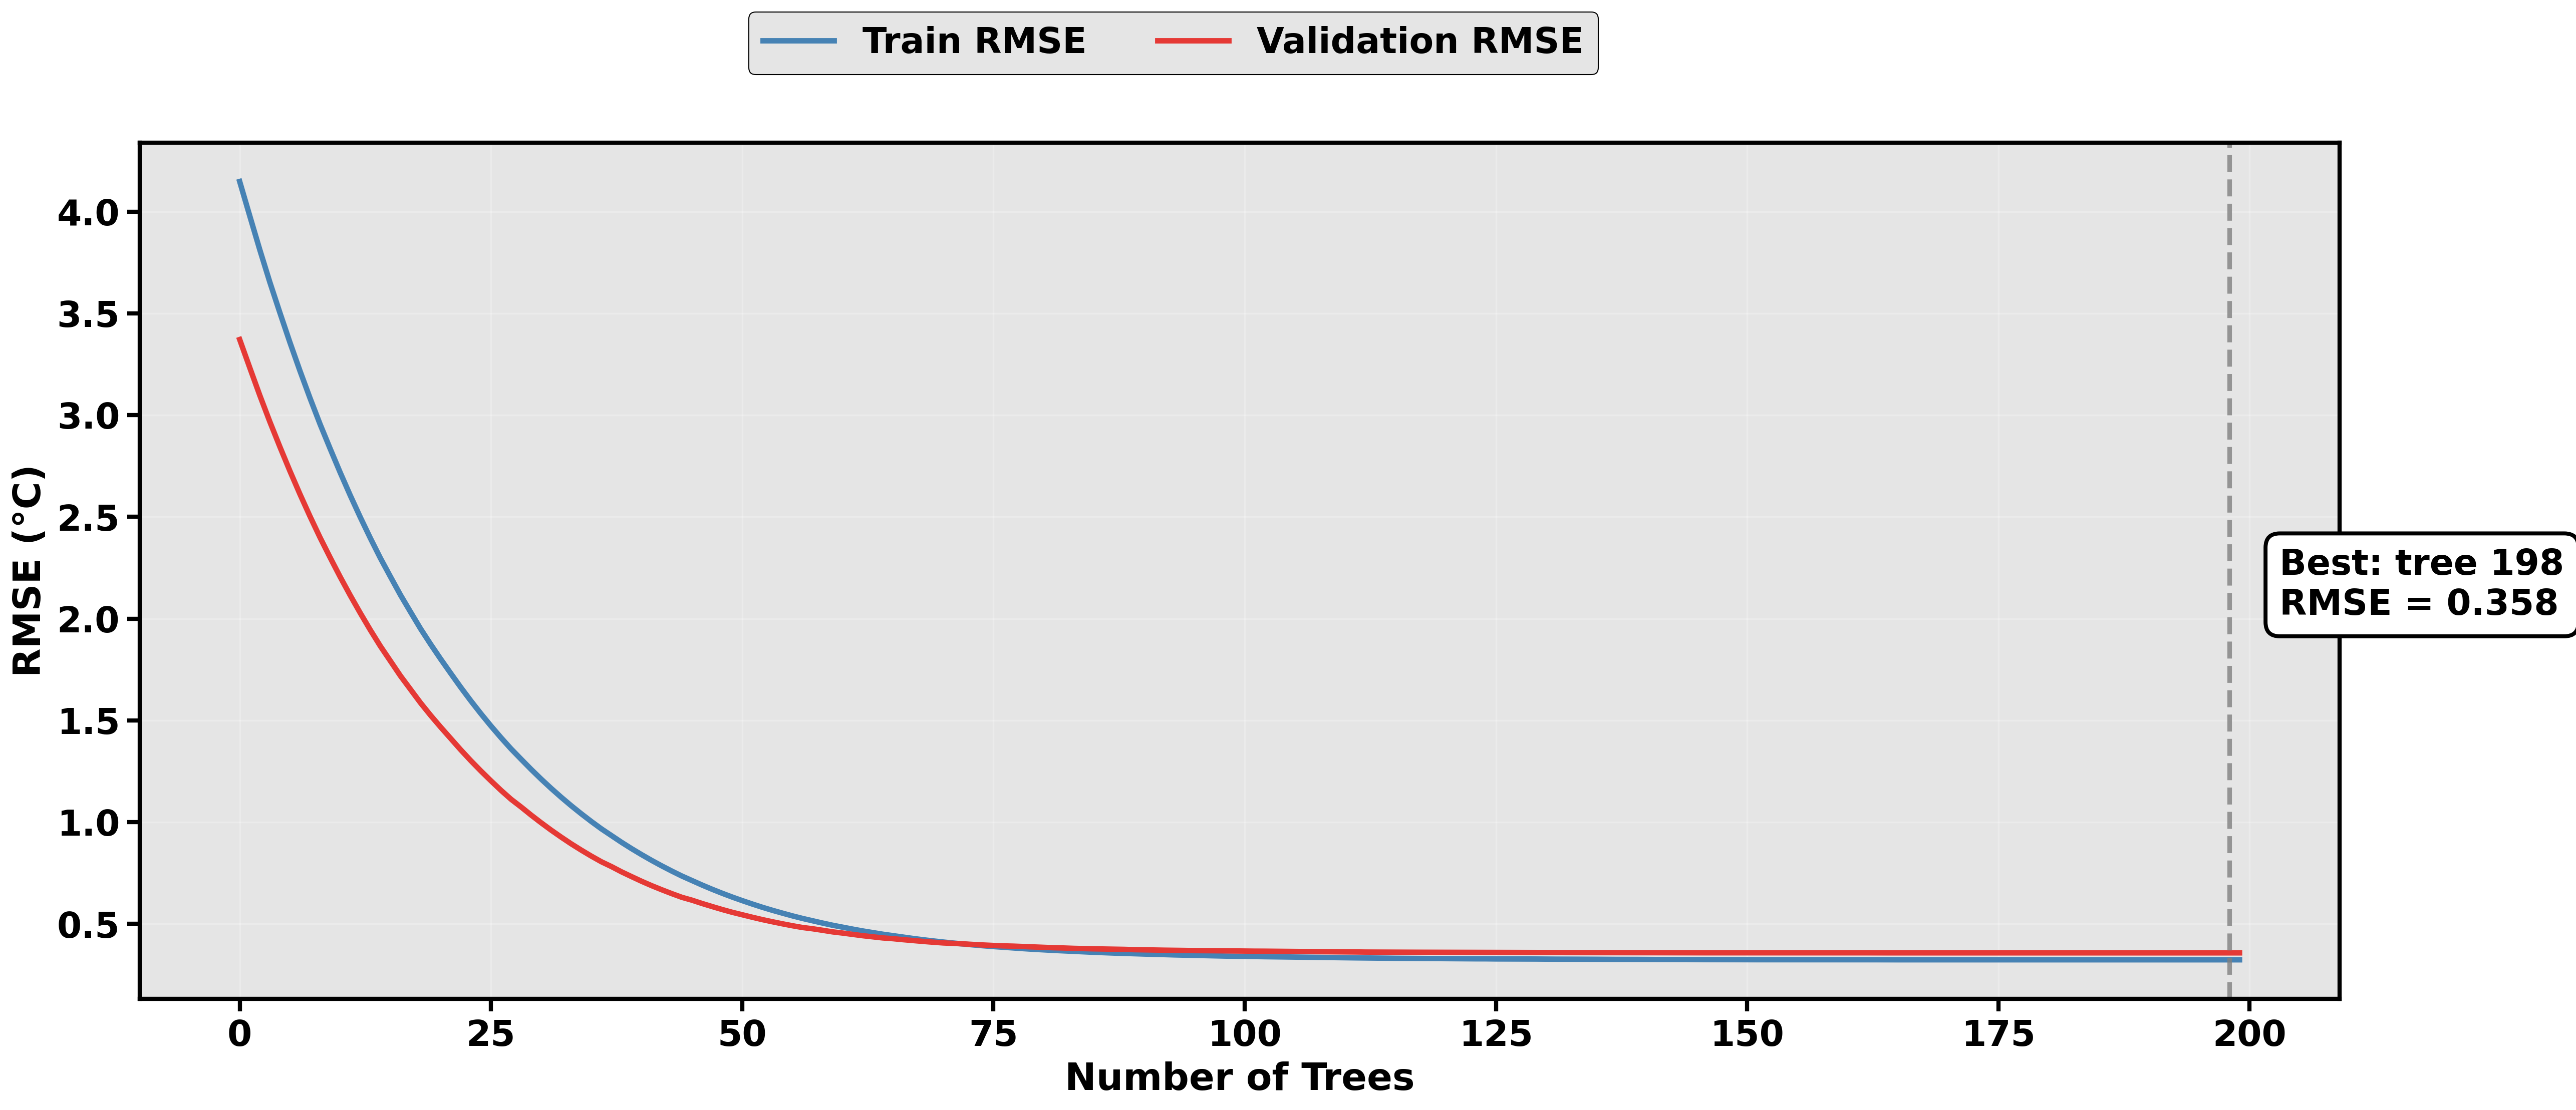 Train RMSE
Validation RMSE
RMSE (°C)
4.0
3.5
3.0
2.5
2.0
1.5
1.0
0.5
Best: tree 198
RMSE = 0.358
0
25
50
75
100
125
150
175
200
Number of Trees